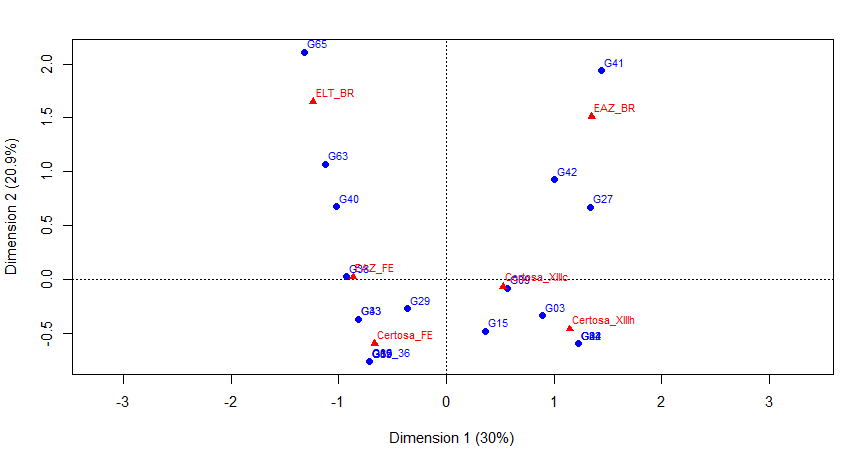 G65
G41
ELT_BR
EAZ_BR
G63
G42
G40
G27
Certosa_XIIIc
G29
G03
G15
Certosa_XIIIh
Certosa_FE
2.0
1.5
1.0
0.5
0.0
-0.5
Dimension 2 (20.9%)
-3 -2 -1 0 1 2 3
Dimension 1 (30%)